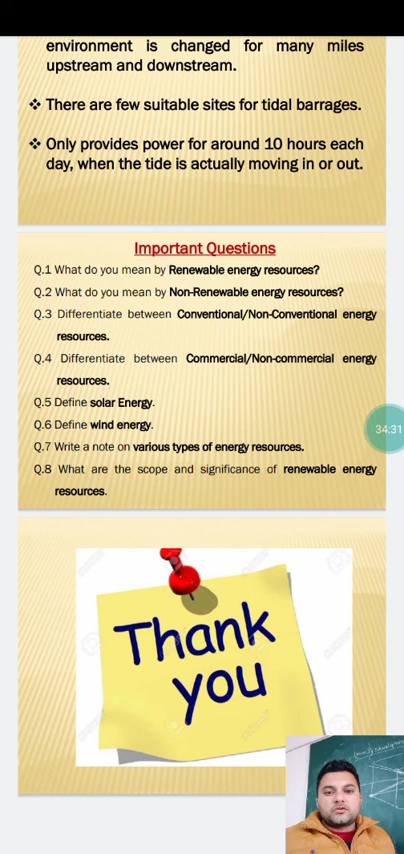 environment is changed for many miles
upstream and downstream.
❖ There are few suitable sites for tidal barrages.
❖ Only provides power for around 10 hours each
day, when the tide is actually moving in or out.
Important Questions
Q.1 What do you mean by Renewable energy resources?
Q.2 What do you mean by Non-Renewable energy resources?
Q.3 Differentiate between Conventional/Non-Conventional energy
resources.
Q.4 Differentiate between Commercial/Non-commercial energy
resources.
Q.5 Define solar Energy.
Q.6 Define wind energy.
34:31
Q.7 Write a note on various types of energy resources.
Q.8 What are the scope and significance of renewable energy
resources.
Thank
you